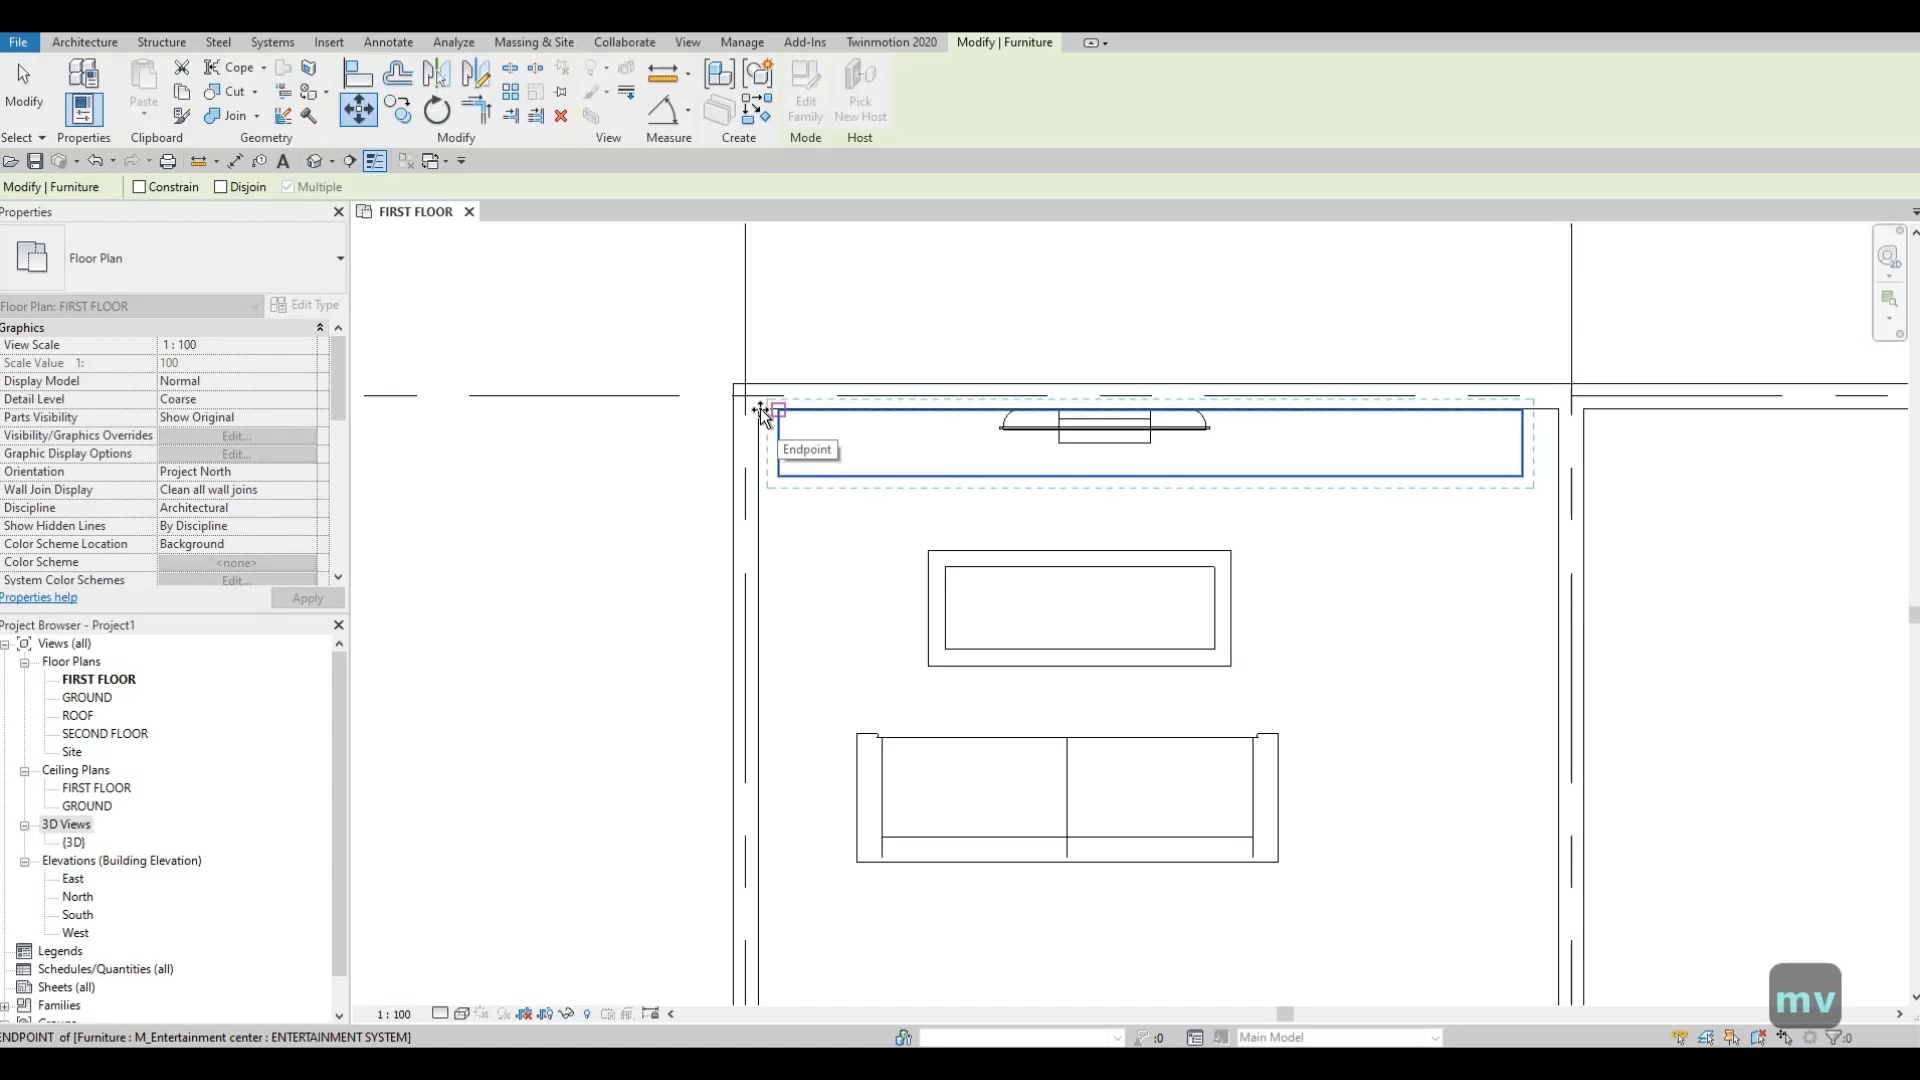 File Architecture Structure Steel Systems Insert Annotate Analyze Massing & Site Collaborate View Manage Add-Ins Twinmotion 2020 Modify | Furniture
Cope
Cut
Join
Modify
Paste
Edit Family
Pick New Host
Select Properties Clipboard Geometry Modify View Measure Create Mode Host
A
Modify | Furniture Constrain Disjoin Multiple
Properties
FIRST FLOOR
Floor Plan
Floor Plan: FIRST FLOOR Edit Type
Graphics
View Scale 1 : 100
Scale Value 1: 100
Display Model Normal
Detail Level Coarse
Parts Visibility Show Original
Visibility/Graphics Overrides Edit...
Graphic Display Options Edit...
Orientation Project North
Wall Join Display Clean all wall joins
Discipline Architectural
Show Hidden Lines By Discipline
Color Scheme Location Background
Color Scheme <none>
System Color Schemes Edit...
Properties help Apply
Project Browser - Project1
Views (all)
Floor Plans
FIRST FLOOR
GROUND
ROOF
SECOND FLOOR
Site
Ceiling Plans
FIRST FLOOR
GROUND
3D Views
{3D}
Elevations (Building Elevation)
East
North
South
West
Legends
Schedules/Quantities (all)
Sheets (all)
Families
Endpoint
2D
mv
1 : 100
ENDPOINT of [Furniture : M_Entertainment center : ENTERTAINMENT SYSTEM]
:0
Main Model
:0